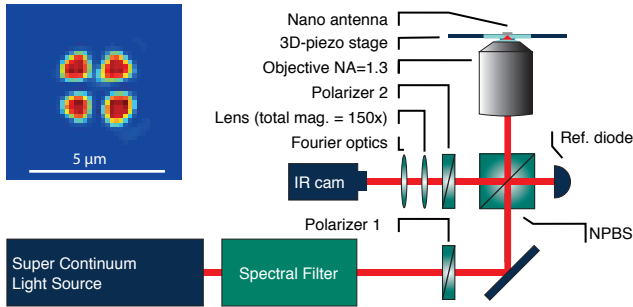 Nano antenna
3D-piezo stage
Objective NA=1.3
Polarizer 2
Lens (total mag. = 150x)
Fourier optics
Ref. diode
5 µm
IR cam
Polarizer 1
NPBS
Super Continuum
Light Source
Spectral Filter